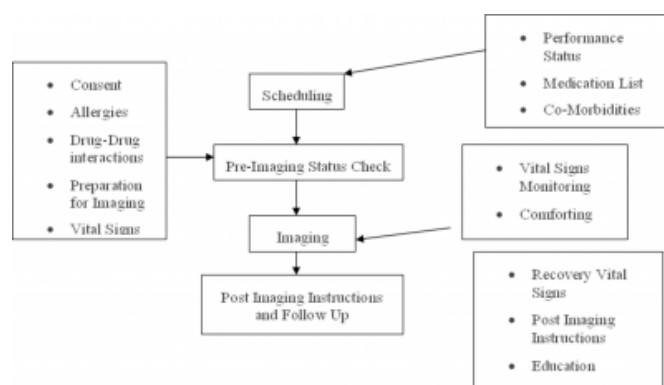 Performance
Status
Medication List
Co-Morbidities
Consent
Allergies
Drug-Drug
interactions
Preparation
for Imaging
Vital Signs
Scheduling
Pre-Imaging Status Check
Vital Signs
Monitoring
Comforting
Imaging
Post Imaging Instructions
and Follow Up
Recovery Vital
Signs
Post Imaging
Instructions
Education